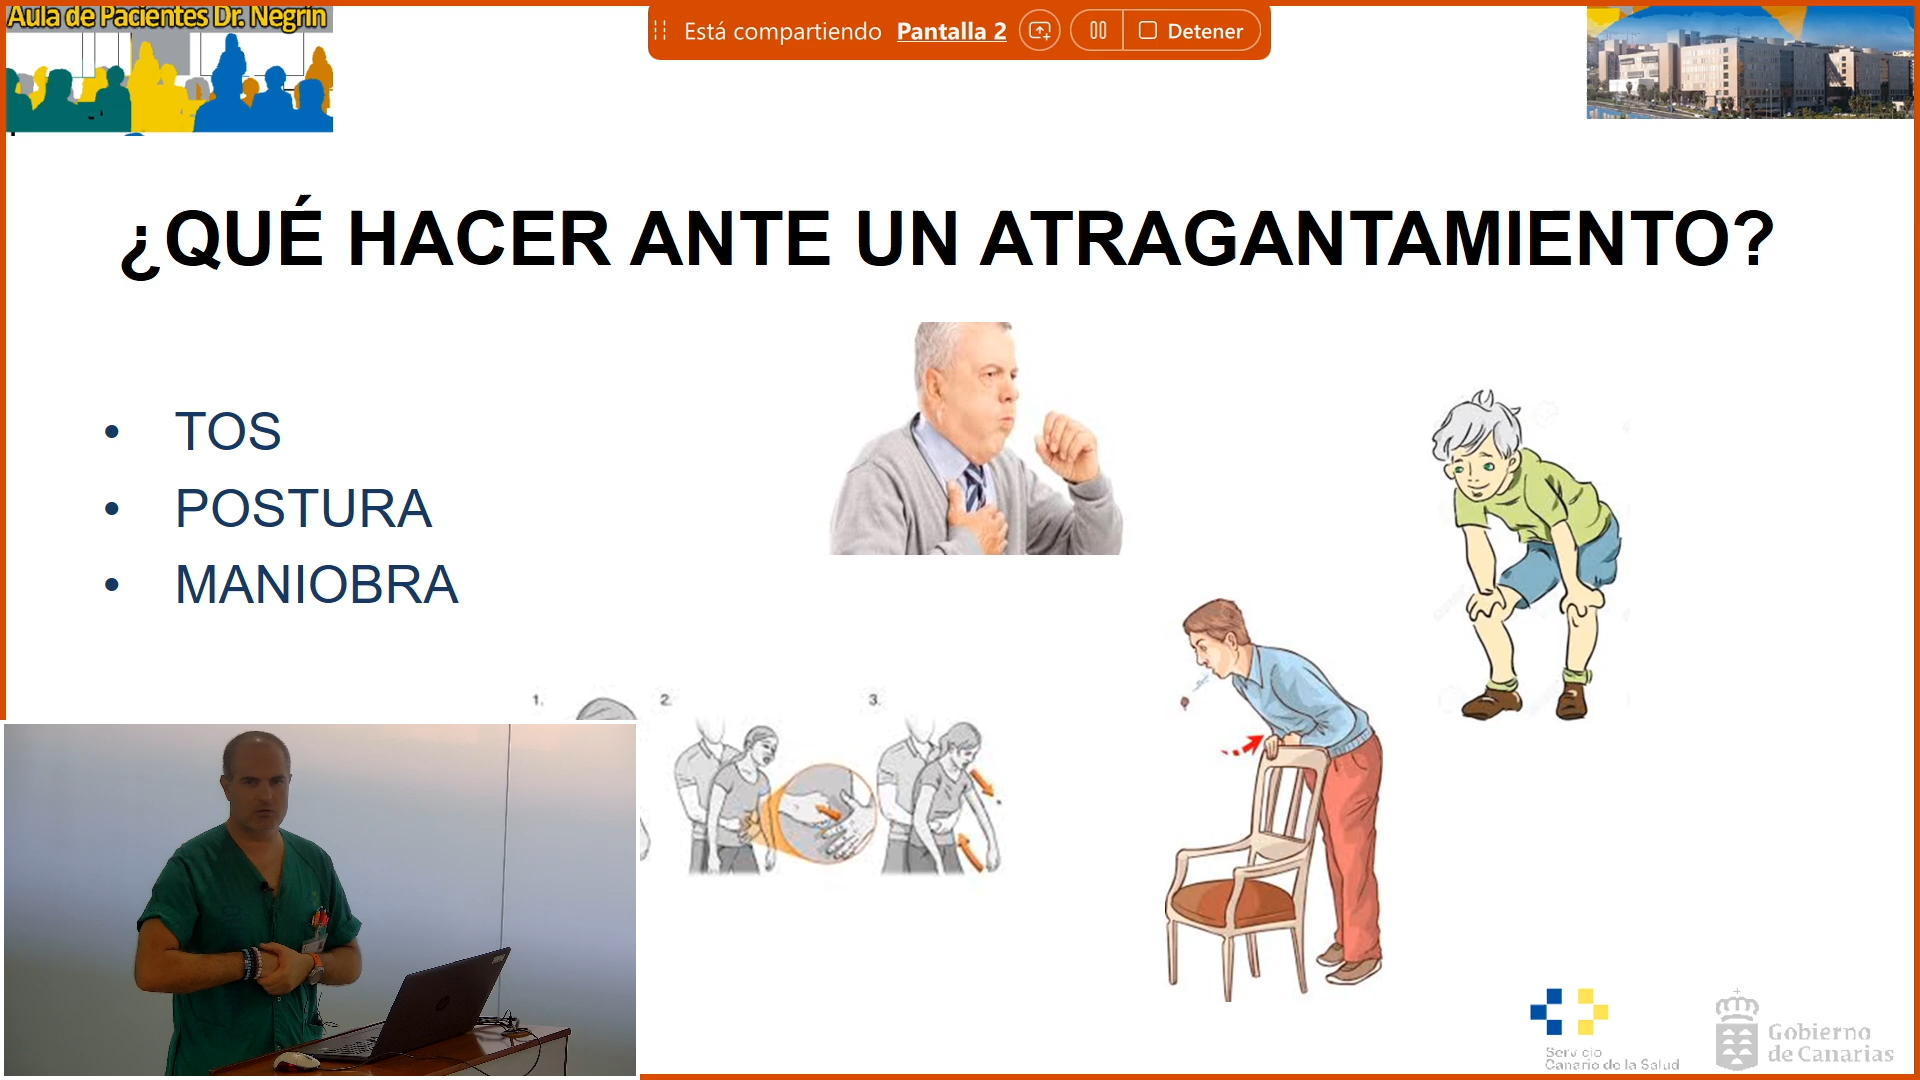 Aula de Pacientes Dr. Negrín
Está compartiendo Pantalla 2
Detener
¿QUÉ HACER ANTE UN ATRAGANTAMIENTO?
• TOS
• POSTURA
• MANIOBRA
1. 2. 3.
Servicio
Canario de la Salud
Gobierno
de Canarias